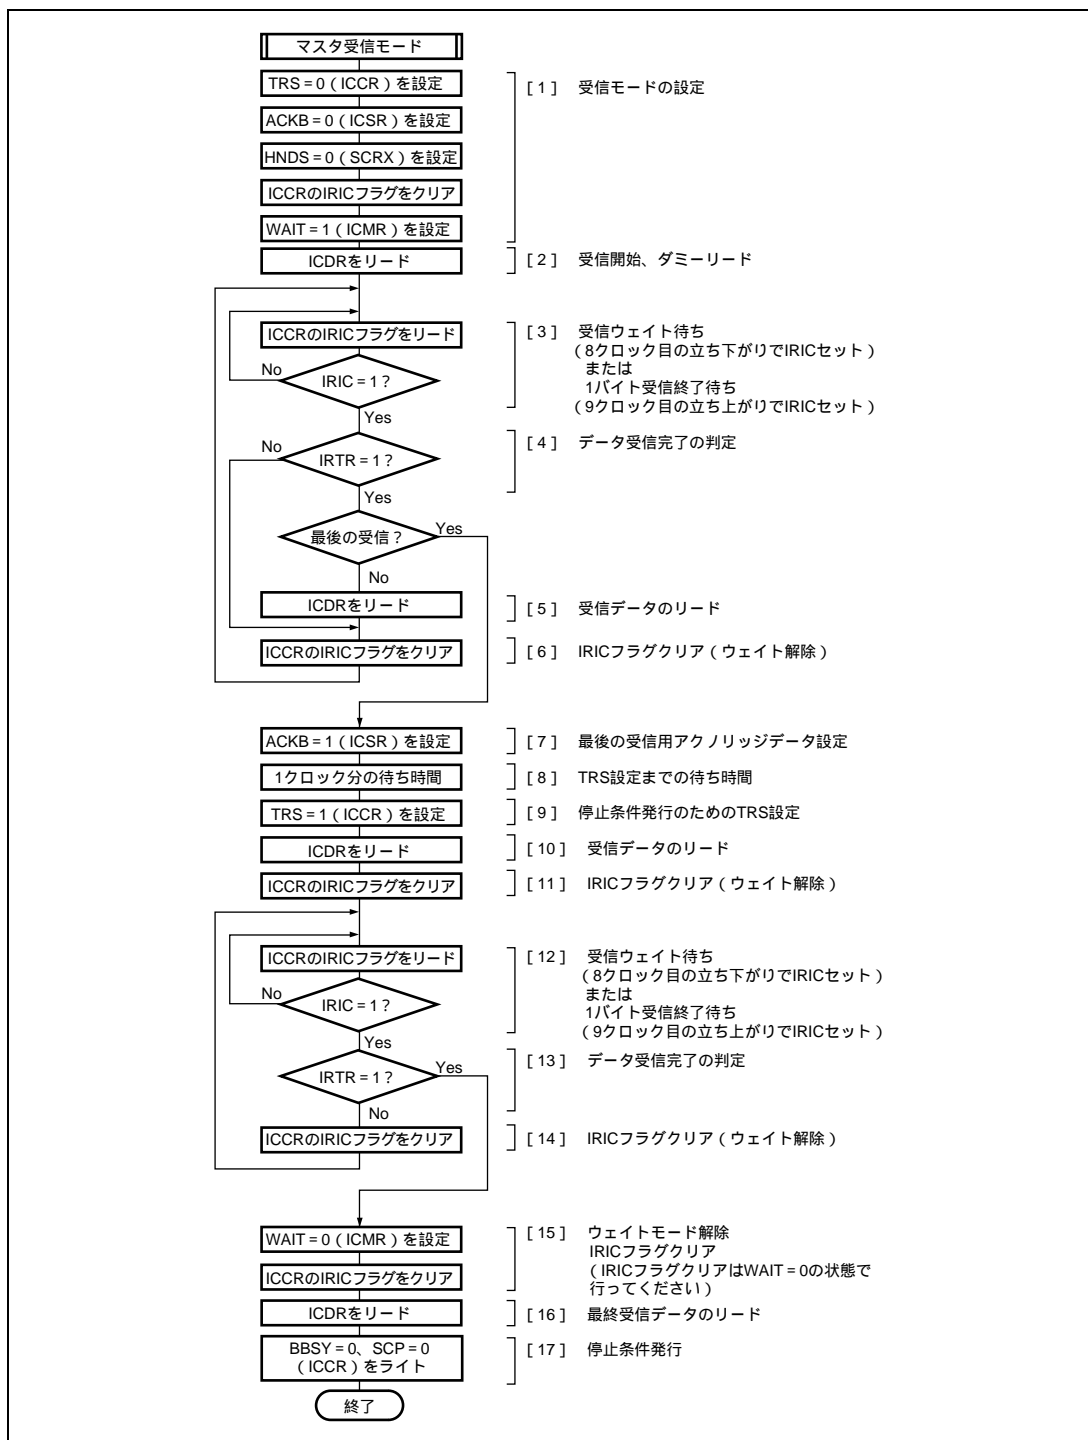 マスタ受信モード
TRS = 0 ( ICCR ) を設定
[ 1 ] 受信モードの設定
ACKB = 0 ( ICSR ) を設定
HNDS = 0 ( SCRX ) を設定
ICCRのIRICフラグをクリア
WAIT = 1 ( ICMR ) を設定
ICDRをリード
[ 2 ] 受信開始、ダミーリード
ICCRのIRICフラグをリード
[ 3 ] 受信ウェイト待ち
( 8クロック目の立ち下がりでIRICセット )
または
1バイト受信終了待ち
( 9クロック目の立ち上がりでIRICセット )
No
IRIC = 1 ?
Yes
No
IRTR = 1 ?
[ 4 ] データ受信完了の判定
Yes
最後の受信 ?
Yes
No
ICDRをリード
[ 5 ] 受信データのリード
ICCRのIRICフラグをクリア
[ 6 ] IRICフラグクリア ( ウェイト解除 )
ACKB = 1 ( ICSR ) を設定
[ 7 ] 最後の受信用アクノリッジデータ設定
1クロック分の待ち時間
[ 8 ] TRS設定までの待ち時間
TRS = 1 ( ICCR ) を設定
[ 9 ] 停止条件発行のためのTRS設定
ICDRをリード
[ 10 ] 受信データのリード
ICCRのIRICフラグをクリア
[ 11 ] IRICフラグクリア ( ウェイト解除 )
ICCRのIRICフラグをリード
[ 12 ] 受信ウェイト待ち
( 8クロック目の立ち下がりでIRICセット )
または
1バイト受信終了待ち
( 9クロック目の立ち上がりでIRICセット )
No
IRIC = 1 ?
Yes
IRTR = 1 ?
Yes
[ 13 ] データ受信完了の判定
No
ICCRのIRICフラグをクリア
[ 14 ] IRICフラグクリア ( ウェイト解除 )
WAIT = 0 ( ICMR ) を設定
[ 15 ] ウェイトモード解除
IRICフラグクリア
( IRICフラグクリアはWAIT = 0の状態で
行ってください )
ICCRのIRICフラグをクリア
ICDRをリード
[ 16 ] 最終受信データのリード
BBSY = 0、SCP = 0
( ICCR ) をライト
[ 17 ] 停止条件発行
終了